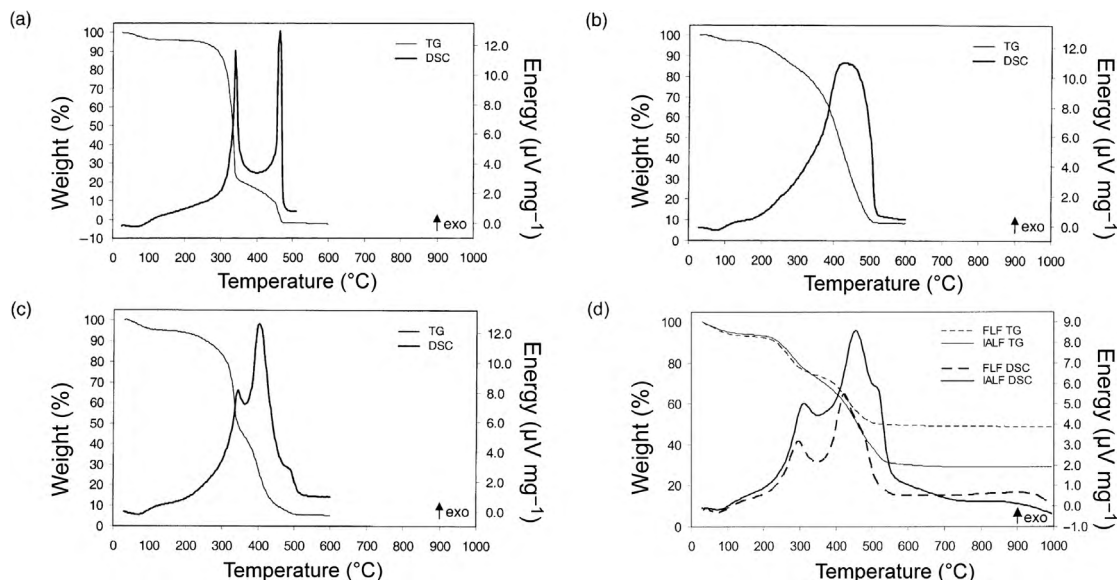 (a)
Weight (%)
100
90
80
70
60
50
40
30
20
10
0
–10
TG
DSC
12.0
10.0
8.0
6.0
4.0
2.0
0.0
Energy (µV mg⁻¹)
exo
0 100 200 300 400 500 600 700 800 900 1000
Temperature (°C)
(b)
Weight (%)
100
90
80
70
60
50
40
30
20
10
0
TG
DSC
12.0
10.0
8.0
6.0
4.0
2.0
0.0
Energy (µV mg⁻¹)
exo
0 100 200 300 400 500 600 700 800 900 1000
Temperature (°C)
(c)
Weight (%)
100
90
80
70
60
50
40
30
20
10
0
TG
DSC
12.0
10.0
8.0
6.0
4.0
2.0
0.0
Energy (µV mg⁻¹)
exo
0 100 200 300 400 500 600 700 800 900 1000
Temperature (°C)
(d)
Weight (%)
100
80
60
40
20
0
FLF TG
IALF TG
FLF DSC
IALF DSC
9.0
8.0
7.0
6.0
5.0
4.0
3.0
2.0
1.0
0.0
–1.0
Energy (µV mg⁻¹)
exo
0 100 200 300 400 500 600 700 800 900 1000
Temperature (°C)